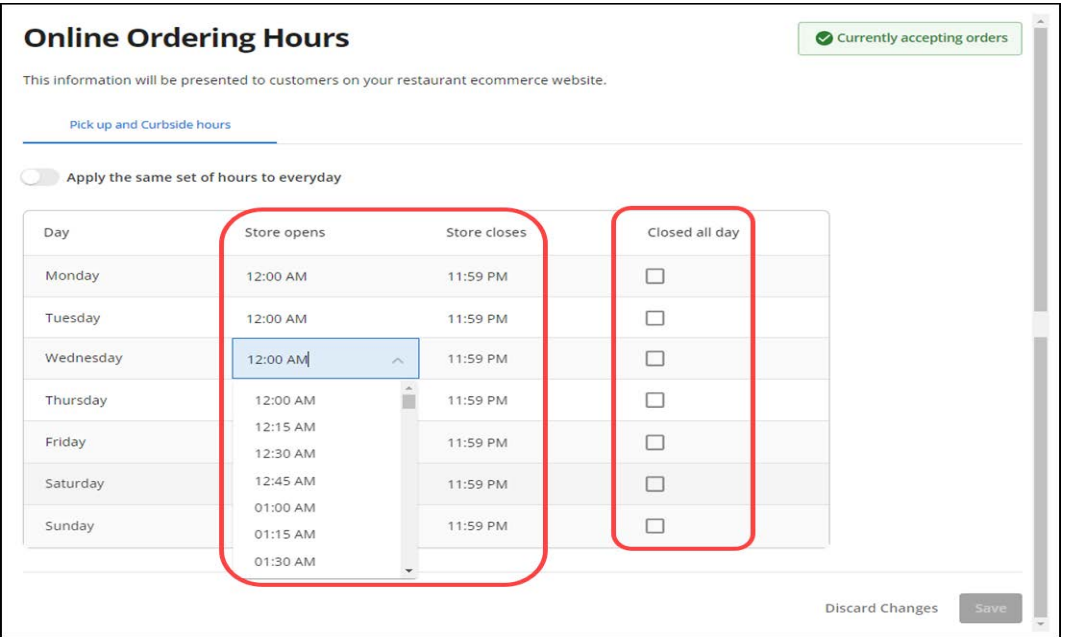 Online Ordering Hours
Currently accepting orders
This information will be presented to customers on your restaurant ecommerce website.
Pick up and Curbside hours
Apply the same set of hours to everyday
Day Store opens Store closes Closed all day
Monday 12:00 AM 11:59 PM
Tuesday 12:00 AM 11:59 PM
Wednesday 12:00 AM 11:59 PM
Thursday 12:00 AM 11:59 PM
12:15 AM
Friday 11:59 PM
12:30 AM
Saturday 12:45 AM 11:59 PM
01:00 AM
Sunday 11:59 PM
01:15 AM
01:30 AM
Discard Changes Save